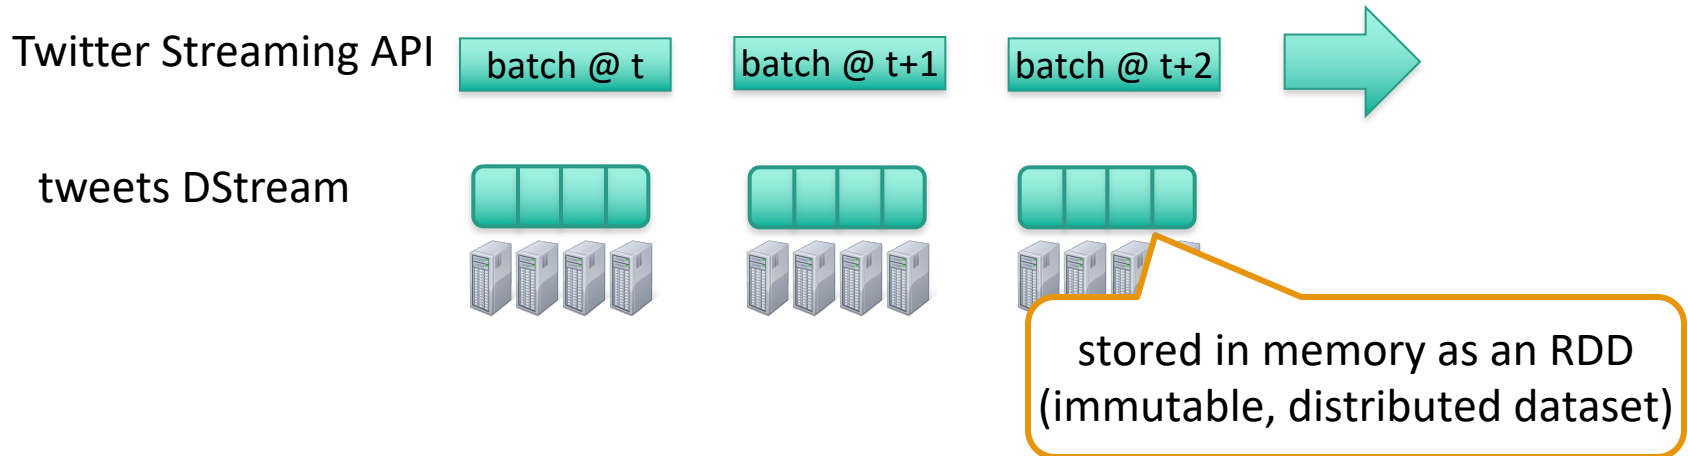 Twitter Streaming API
batch @ t
batch @ t+1
batch @ t+2
tweets DStream
stored in memory as an RDD
(immutable, distributed dataset)